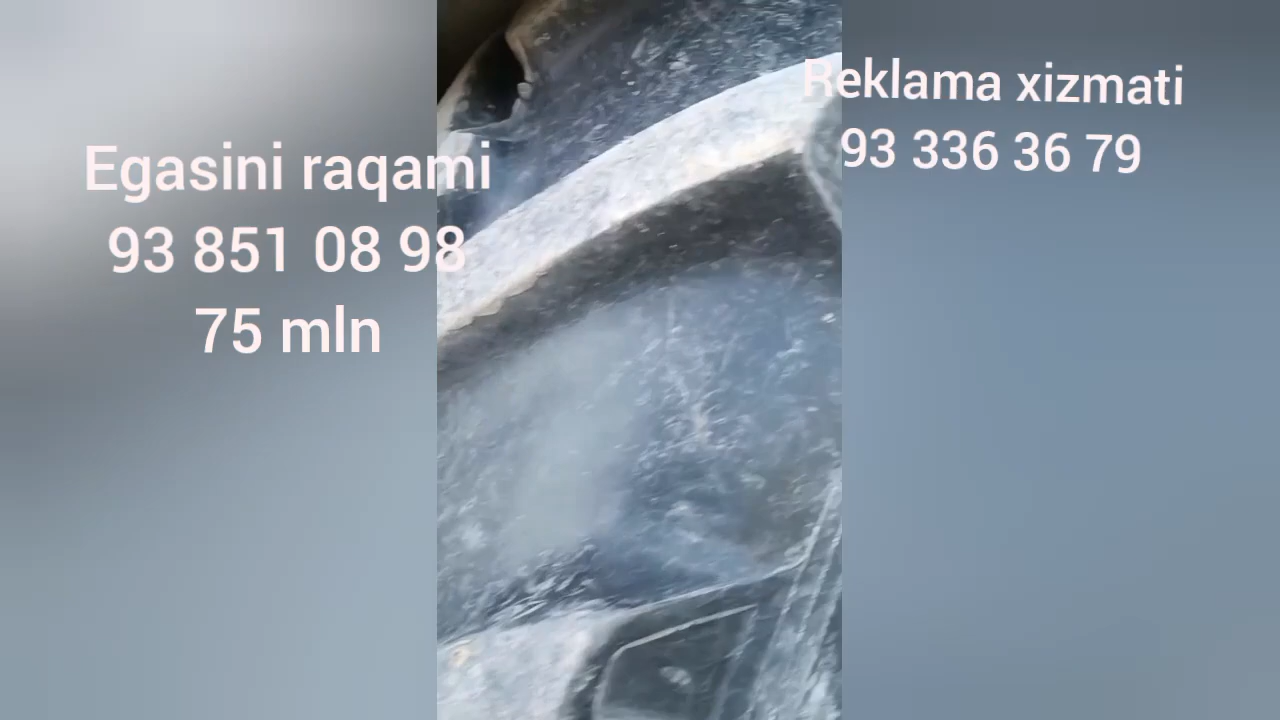 Egasini raqami
93 851 08 98
75 mln
Reklama xizmati
93 336 36 79